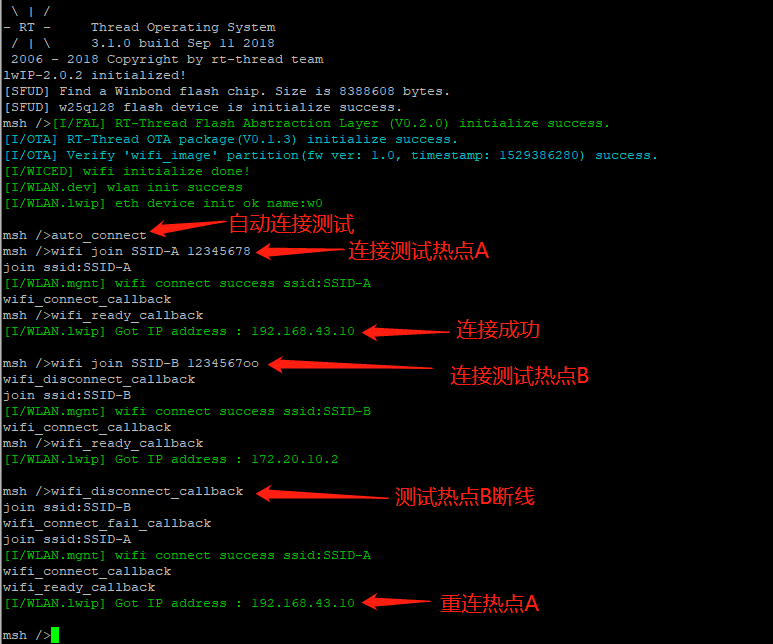 \ | /
- RT -     Thread Operating System
/ | \     3.1.0 build Sep 11 2018
2006 - 2018 Copyright by rt-thread team
lwIP-2.0.2 initialized!
[SFUD] Find a Winbond flash chip. Size is 8388608 bytes.
[SFUD] w25q128 flash device is initialize success.
msh />[I/FAL] RT-Thread Flash Abstraction Layer (V0.2.0) initialize success.
[I/OTA] RT-Thread OTA package(V0.1.3) initialize success.
[I/OTA] Verify 'wifi_image' partition(fw ver: 1.0, timestamp: 1529386280) success.
[I/WICED] wifi initialize done!
[I/WLAN.dev] wlan init success
[I/WLAN.lwip] eth device init ok name:w0
自动连接测试
msh />auto_connect
msh />wifi join SSID-A 12345678 连接测试热点A
join ssid:SSID-A
[I/WLAN.mgnt] wifi connect success ssid:SSID-A
wifi_connect_callback
msh />wifi_ready_callback
[I/WLAN.lwip] Got IP address : 192.168.43.10 连接成功
msh />wifi join SSID-B 1234567oo 连接测试热点B
wifi_disconnect_callback
join ssid:SSID-B
[I/WLAN.mgnt] wifi connect success ssid:SSID-B
wifi_connect_callback
msh />wifi_ready_callback
[I/WLAN.lwip] Got IP address : 172.20.10.2
msh />wifi_disconnect_callback 测试热点B断线
join ssid:SSID-B
wifi_connect_fail_callback
join ssid:SSID-A
[I/WLAN.mgnt] wifi connect success ssid:SSID-A
wifi_connect_callback
wifi_ready_callback
[I/WLAN.lwip] Got IP address : 192.168.43.10 重连热点A
msh />